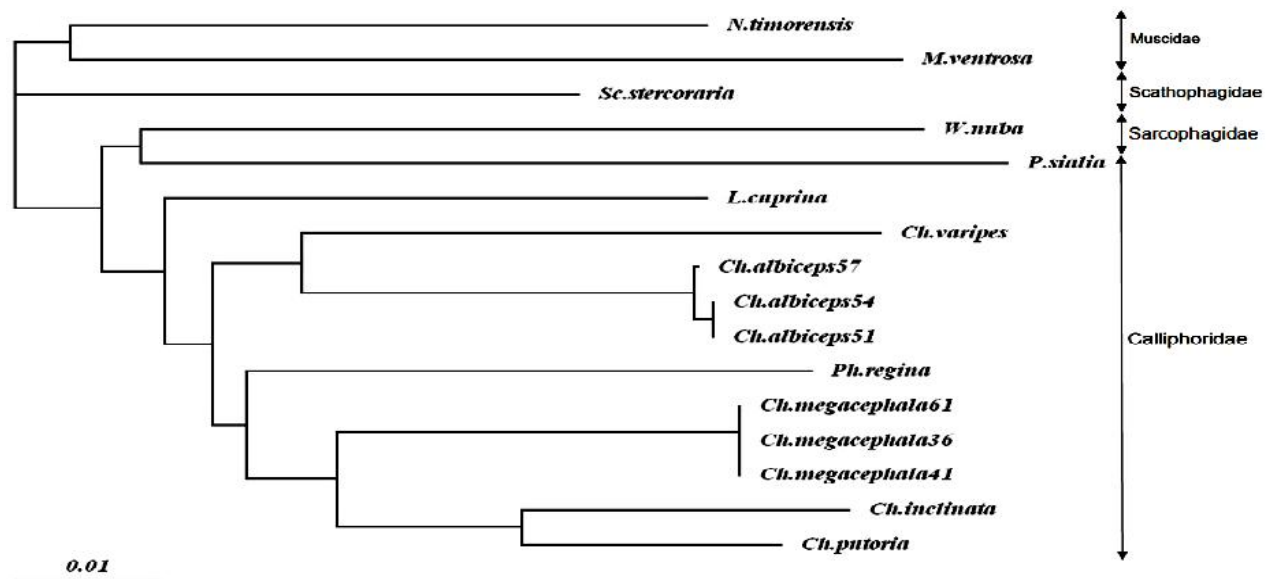 N.timorensis
Muscidae
M.ventrosa
Sc.stercoraria
Scathophagidae
W.nuba
Sarcophagidae
P.sialia
L.cuprina
Ch.varipes
Ch.albiceps57
Ch.albiceps54
Ch.albiceps51
Calliphoridae
Ph.regina
Ch.megacephala61
Ch.megacephala36
Ch.megacephala41
Ch.inclinata
Ch.putoria
0.01